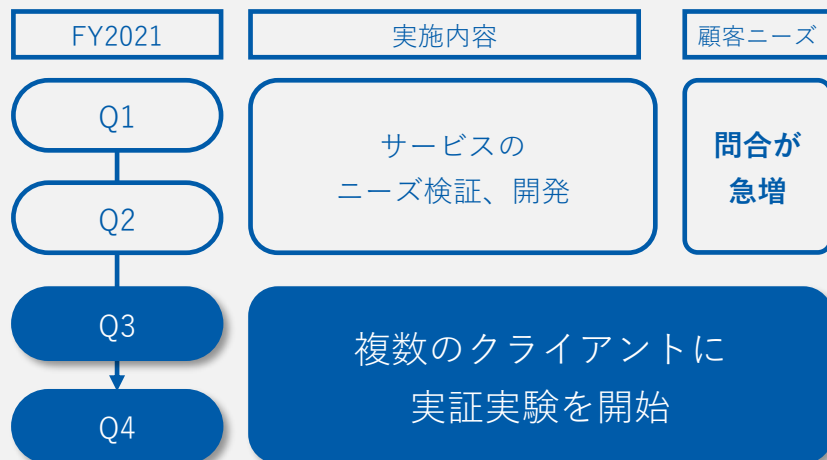 FY2021
実施内容
顧客ニーズ
Q1
Q2
サービスの
ニーズ検証、開発
問合が
急増
Q3
Q4
複数のクライアントに
実証実験を開始